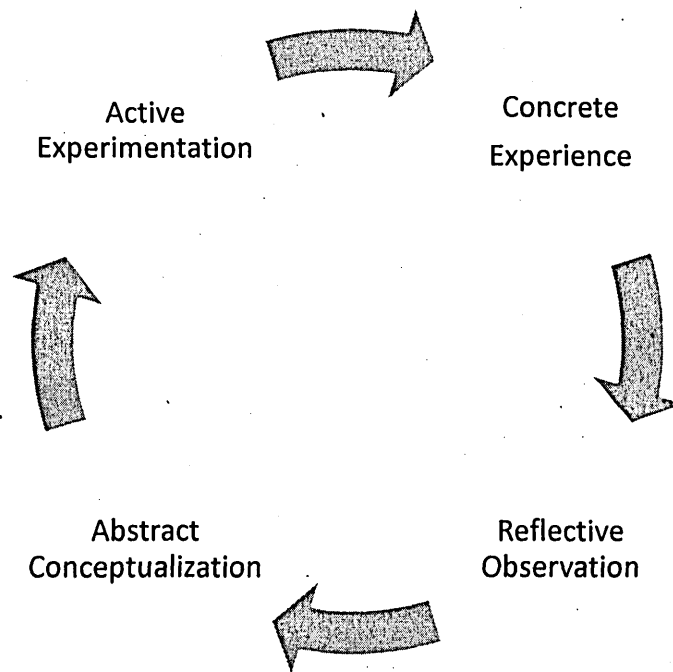 Active
Experimentation
Concrete
Experience
Abstract
Conceptualization
Reflective
Observation